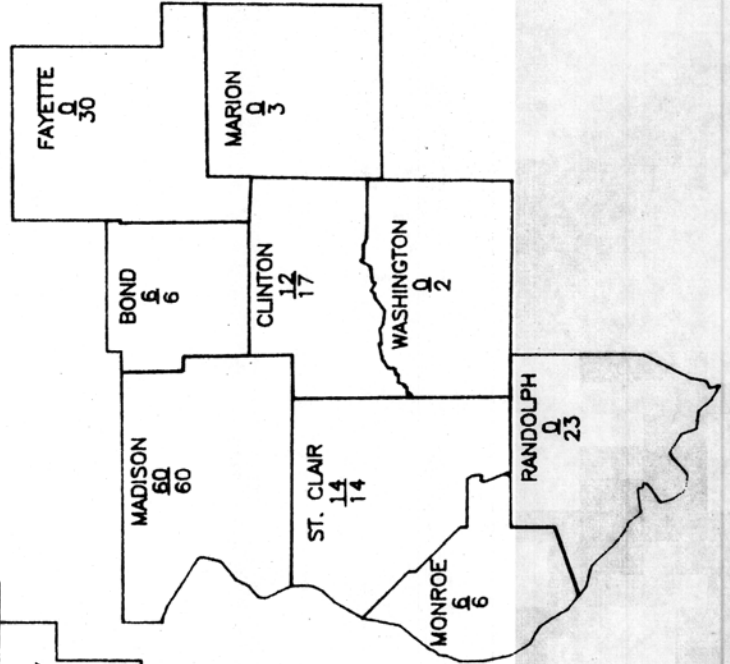 FAYETTE
0
30
MARION
0
3
BOND
6
6
CLINTON
12
17
WASHINGTON
0
2
MADISON
60
60
ST. CLAIR
14
14
RANDOLPH
0
23
MONROE
6
6